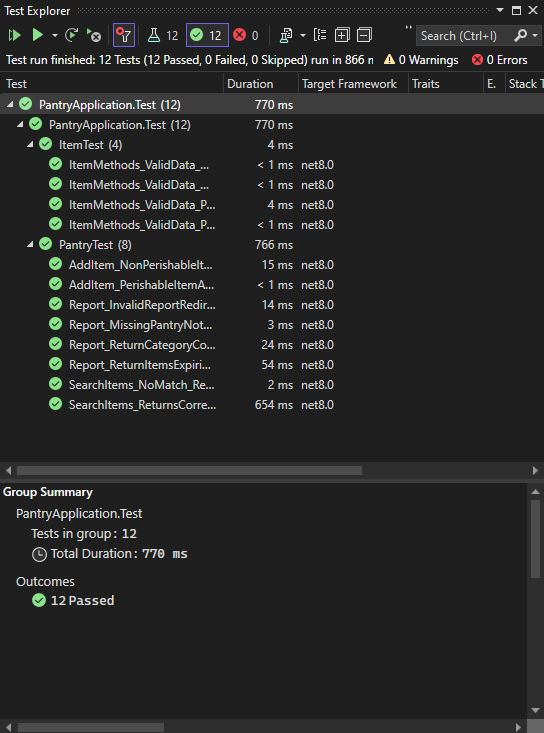 Test Explorer
12 12 0 Search (Ctrl+I)
Test run finished: 12 Tests (12 Passed, 0 Failed, 0 Skipped) run in 866 m 0 Warnings 0 Errors
Test Duration Target Framework Traits E. Stack T
PantryApplication.Test (12) 770 ms
PantryApplication.Test (12) 770 ms
ItemTest (4) 4 ms
ItemMethods_ValidData_... < 1 ms net8.0
ItemMethods_ValidData_... < 1 ms net8.0
ItemMethods_ValidData_P... 4 ms net8.0
ItemMethods_ValidData_P... < 1 ms net8.0
PantryTest (8) 766 ms
AddItem_NonPerishableIt... 15 ms net8.0
AddItem_PerishableItemA... < 1 ms net8.0
Report_InvalidReportRedir... 14 ms net8.0
Report_MissingPantryNot... 3 ms net8.0
Report_ReturnCategoryCo... 24 ms net8.0
Report_ReturnItemsExpiri... 54 ms net8.0
SearchItems_NoMatch_Re... 2 ms net8.0
SearchItems_ReturnsCorre... 654 ms net8.0
Group Summary
PantryApplication.Test
Tests in group: 12
Total Duration: 770 ms
Outcomes
12 Passed